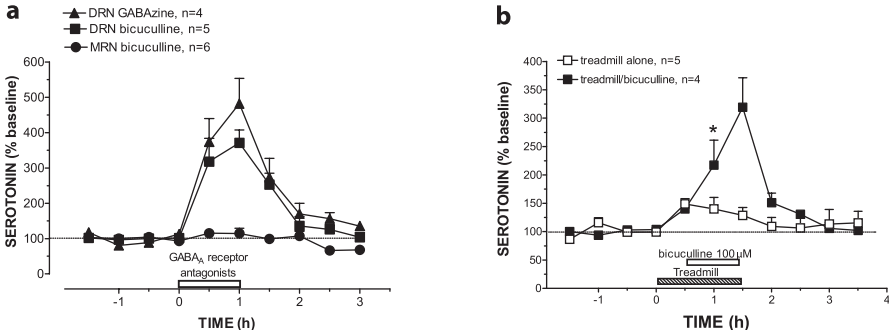 a
DRN GABAzine, n=4
DRN bicuculline, n=5
MRN bicuculline, n=6
SEROTONIN (% baseline)
600
500
400
300
200
100
50
0
GABAA receptor
antagonists
-1 0 1 2 3
TIME (h)
b
treadmill alone, n=5
treadmill/bicuculline, n=4
SEROTONIN (% baseline)
400
350
300
250
200
150
100
50
0
*
bicuculline 100 µM
Treadmill
-1 0 1 2 3 4
TIME (h)